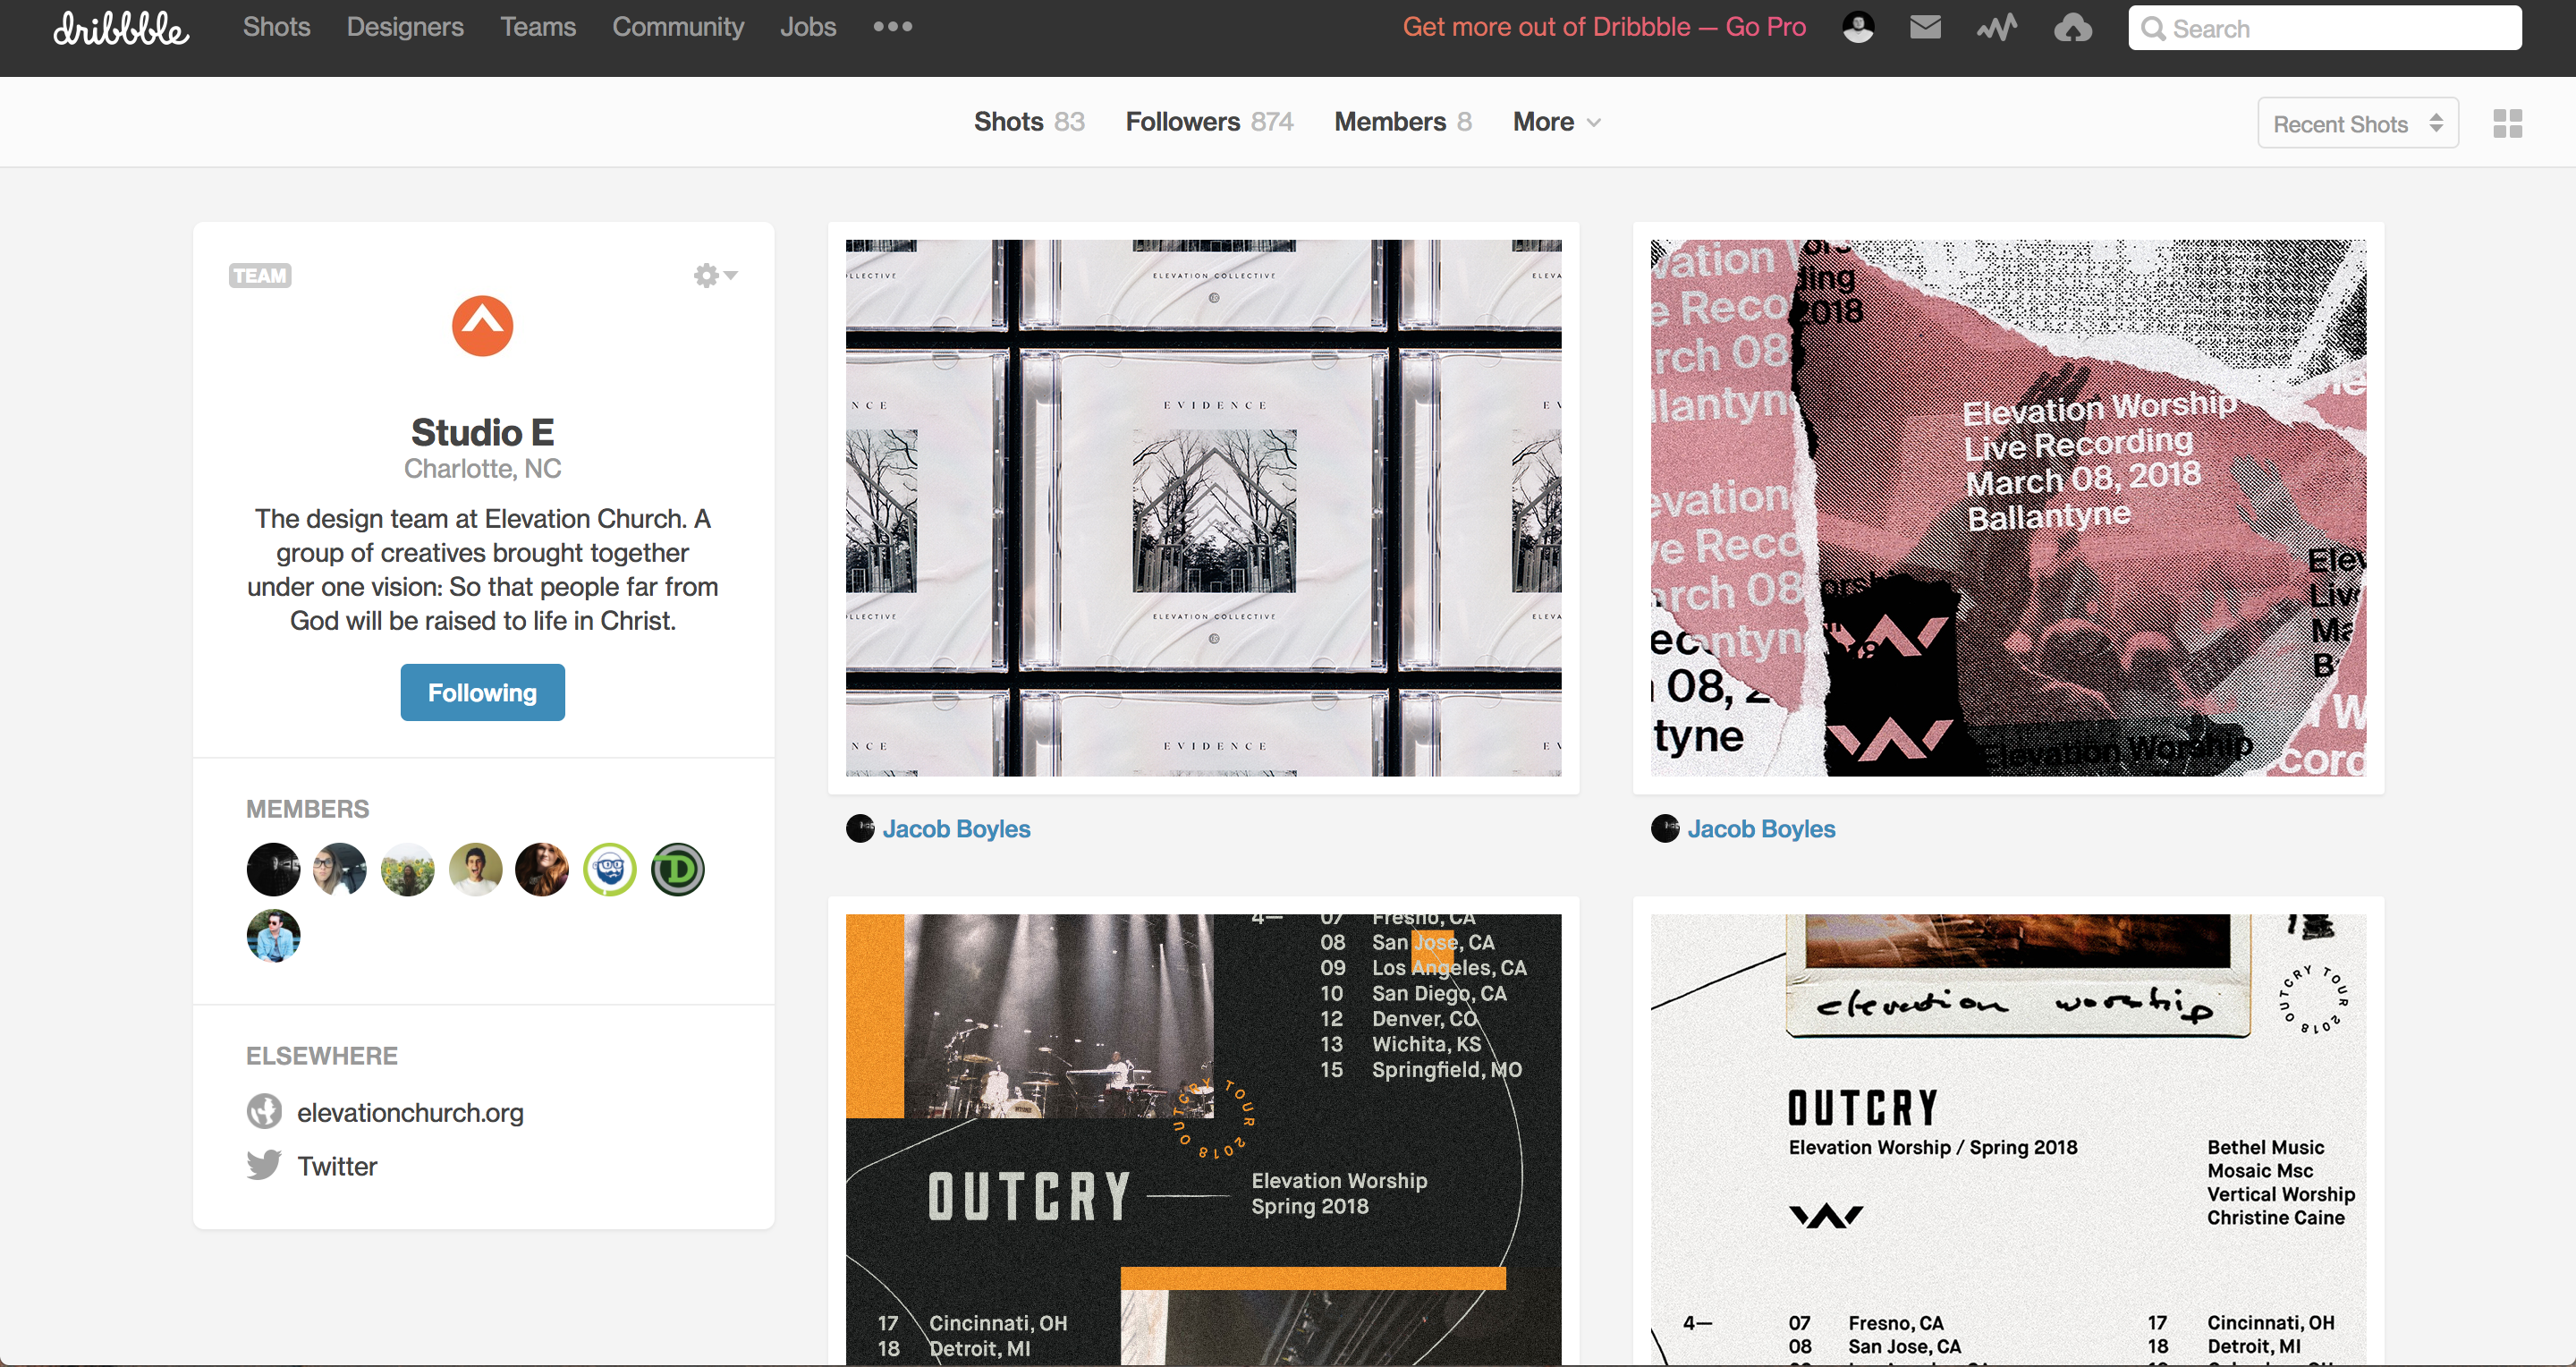 dribbble
Shots
Designers
Teams
Community
Jobs
Get more out of Dribbble — Go Pro
Search
Shots 83
Followers 874
Members 8
More
Recent Shots
TEAM
Studio E
Charlotte, NC
The design team at Elevation Church. A
group of creatives brought together
under one vision: So that people far from
God will be raised to life in Christ.
Following
MEMBERS
ELSEWHERE
elevationchurch.org
Twitter
ELEVATION COLLECTIVE
EVIDENCE
ELEVATION COLLECTIVE
EVIDENCE
Jacob Boyles
Elevation Worship
Live Recording
March 08, 2018
Ballantyne
Elevation Worship
Jacob Boyles
4— 07 Fresno, CA
08 San Jose, CA
09 Los Angeles, CA
10 San Diego, CA
12 Denver, CO
13 Wichita, KS
15 Springfield, MO
OUTCRY TOUR 2018
OUTCRY
Elevation Worship
Spring 2018
17 Cincinnati, OH
18 Detroit, MI
elevation worship
OUTCRY TOUR 2018
OUTCRY
Elevation Worship / Spring 2018
Bethel Music
Mosaic Msc
Vertical Worship
Christine Caine
4— 07 Fresno, CA
08 San Jose, CA
17 Cincinnati, OH
18 Detroit, MI